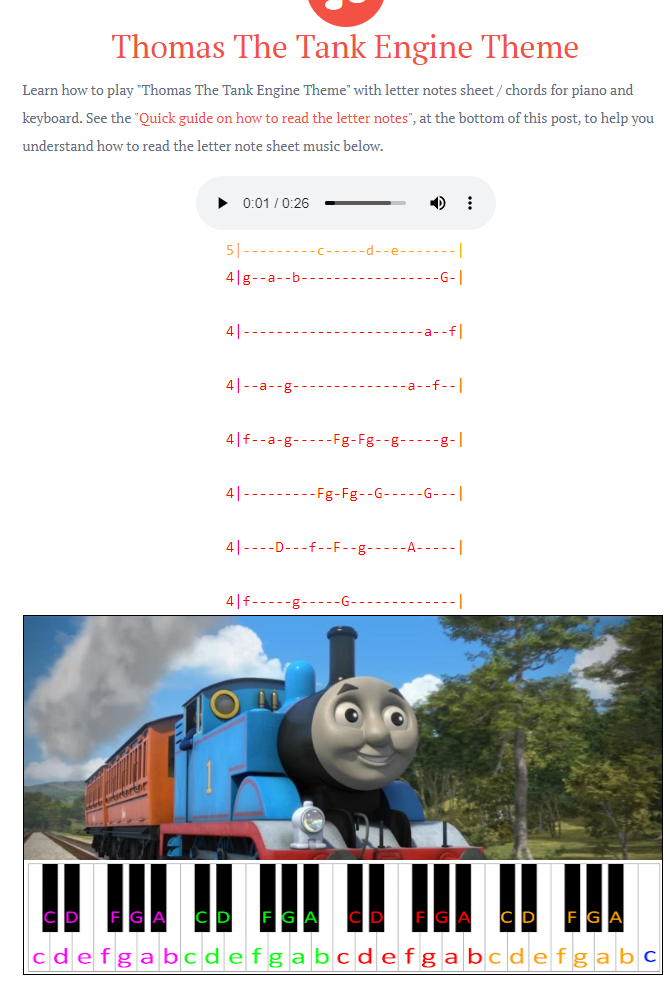 Thomas The Tank Engine Theme
Learn how to play "Thomas The Tank Engine Theme" with letter notes sheet / chords for piano and
keyboard. See the "Quick guide on how to read the letter notes", at the bottom of this post, to help you
understand how to read the letter note sheet music below.
0:01 / 0:26
5|---------c-----d--e-------|
4|g--a--b-----------------G-|
4|----------------------a--f|
4|--a--g--------------a--f--|
4|f--a-g-----Fg-Fg--g-----g-|
4|---------Fg-Fg--G-----G---|
4|----D---f--F--g-----A-----|
4|f-----g-----G-------------|
1
C D F G A C D F G A C D F G A C D F G A
c d e f g a b c d e f g a b c d e f g a b c d e f g a b c